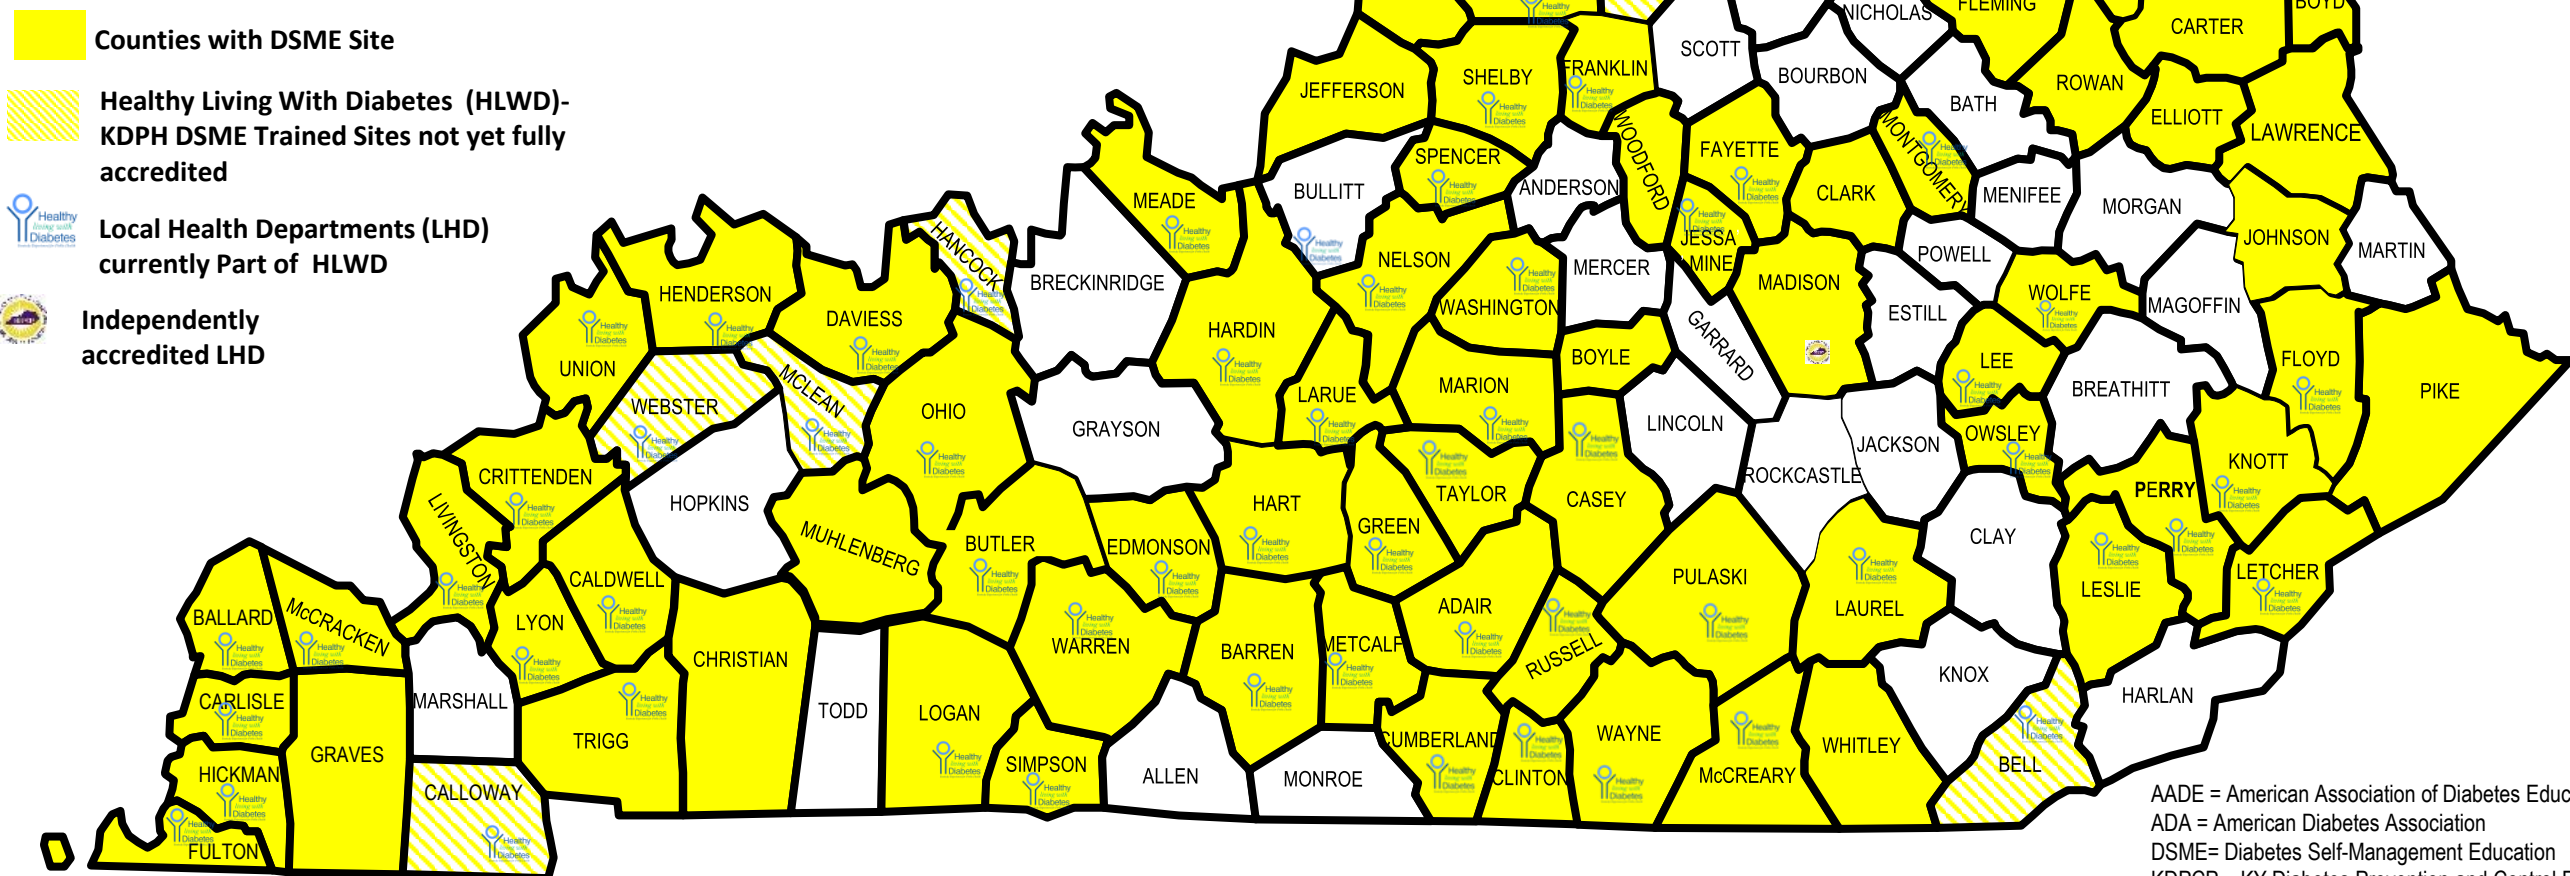 Counties with DSME Site
Healthy Living With Diabetes (HLWD)-
KDPH DSME Trained Sites not yet fully
accredited
Healthy
living with
Diabetes
Local Health Departments (LHD)
currently Part of HLWD
Independently
accredited LHD
NICHOLAS
FLEMING
CARTER
BOYD
SCOTT
JEFFERSON
SHELBY
FRANKLIN
BOURBON
BATH
ROWAN
ELLIOTT
LAWRENCE
SPENCER
ANDERSON
WOODFORD
FAYETTE
CLARK
MONTGOMERY
MENIFEE
MORGAN
JOHNSON
MARTIN
BULLITT
MEADE
HANCOCK
BRECKINRIDGE
NELSON
WASHINGTON
MERCER
JESSA
MINE
MADISON
POWELL
ESTILL
WOLFE
MAGOFFIN
FLOYD
PIKE
HENDERSON
UNION
DAVIESS
WEBSTER
MCLEAN
OHIO
HARDIN
LARUE
MARION
BOYLE
GARRARD
LEE
BREATHITT
GRAYSON
LINCOLN
ROCKCASTLE
JACKSON
OWSLEY
KNOTT
PERRY
CRITTENDEN
LIVINGSTON
HOPKINS
MUHLENBERG
BUTLER
EDMONSON
HART
GREEN
TAYLOR
CASEY
PULASKI
LAUREL
CLAY
LESLIE
LETCHER
BALLARD
McCRACKEN
LYON
CALDWELL
CHRISTIAN
WARREN
BARREN
METCALF
ADAIR
RUSSELL
KNOX
HARLAN
CARLISLE
MARSHALL
TRIGG
TODD
LOGAN
SIMPSON
ALLEN
MONROE
CUMBERLAND
CLINTON
WAYNE
McCREARY
WHITLEY
BELL
HICKMAN
GRAVES
CALLOWAY
FULTON
AADE = American Association of Diabetes Educ
ADA = American Diabetes Association
DSME= Diabetes Self-Management Education